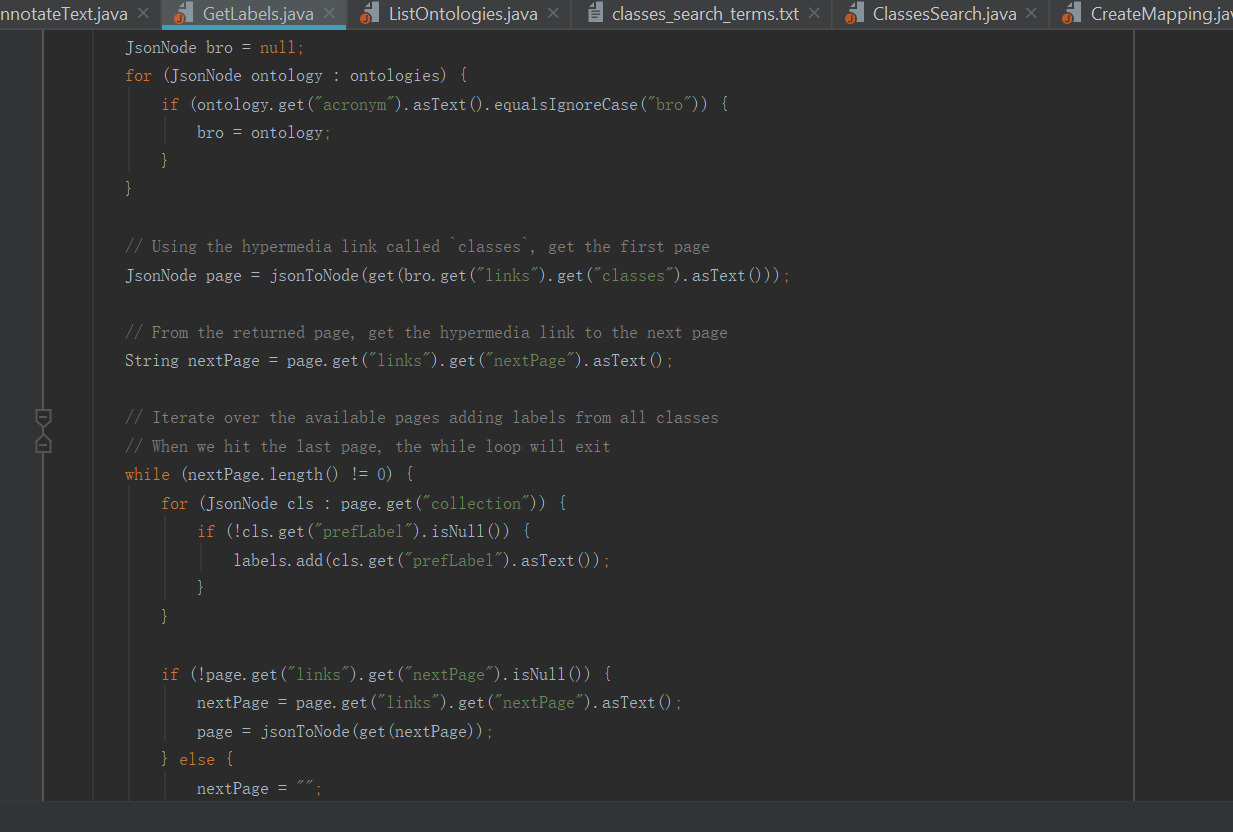 nnotateText.java GetLabels.java ListOntologies.java classes_search_terms.txt ClassesSearch.java CreateMapping.jav
JsonNode bro = null;
for (JsonNode ontology : ontologies) {
if (ontology.get("acronym").asText().equalsIgnoreCase("bro")) {
bro = ontology;
}
}
// Using the hypermedia link called `classes`, get the first page
JsonNode page = jsonToNode(get(bro.get("links").get("classes").asText()));
// From the returned page, get the hypermedia link to the next page
String nextPage = page.get("links").get("nextPage").asText();
// Iterate over the available pages adding labels from all classes
// When we hit the last page, the while loop will exit
while (nextPage.length() != 0) {
for (JsonNode cls : page.get("collection")) {
if (!cls.get("prefLabel").isNull()) {
labels.add(cls.get("prefLabel").asText());
}
}
if (!page.get("links").get("nextPage").isNull()) {
nextPage = page.get("links").get("nextPage").asText();
page = jsonToNode(get(nextPage));
} else {
nextPage = "";